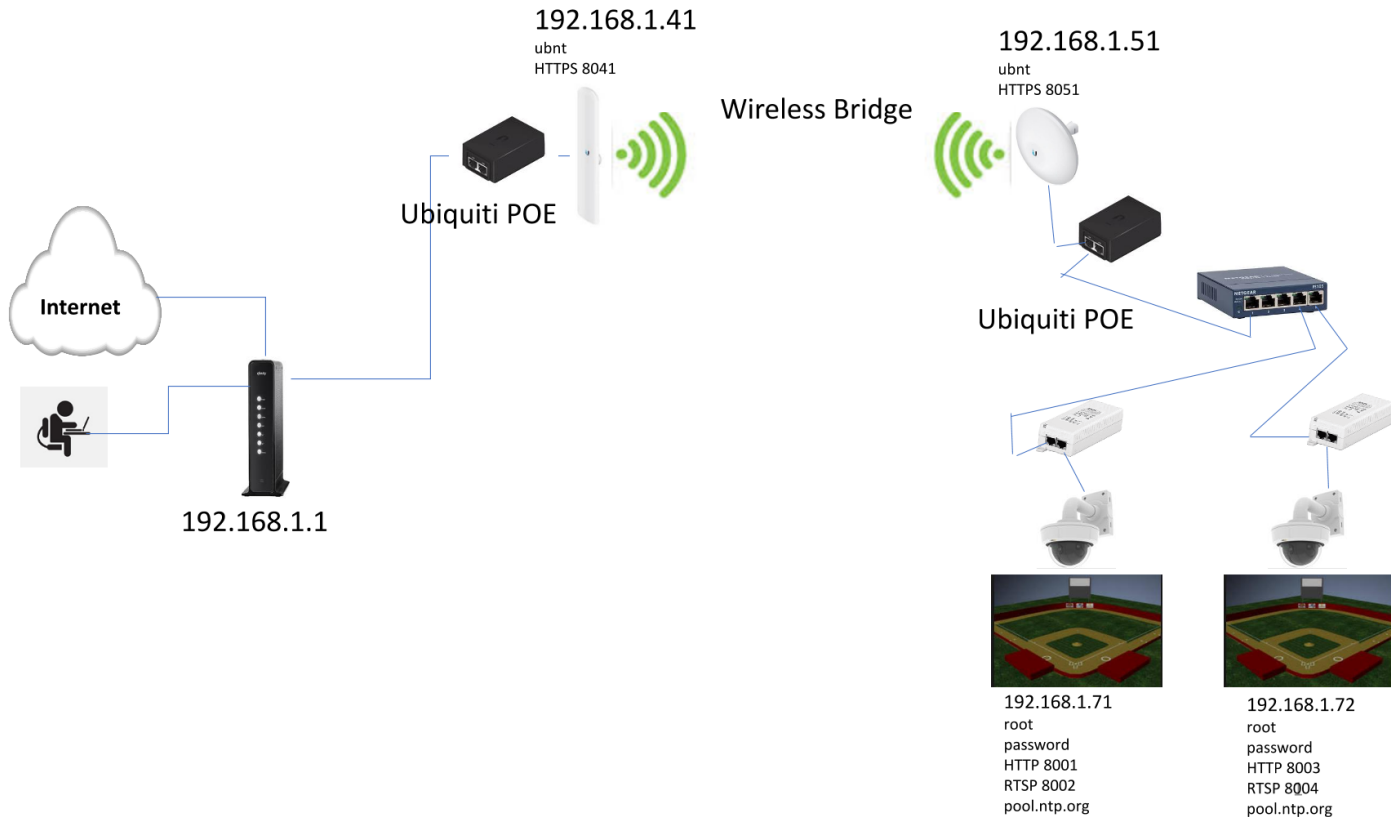 192.168.1.41
ubnt
HTTPS 8041
192.168.1.51
ubnt
HTTPS 8051
Wireless Bridge
Ubiquiti POE
Internet
NETGEAR
Ubiquiti POE
192.168.1.1
192.168.1.71
root
password
HTTP 8001
RTSP 8002
pool.ntp.org
192.168.1.72
root
password
HTTP 8003
RTSP 8004
pool.ntp.org